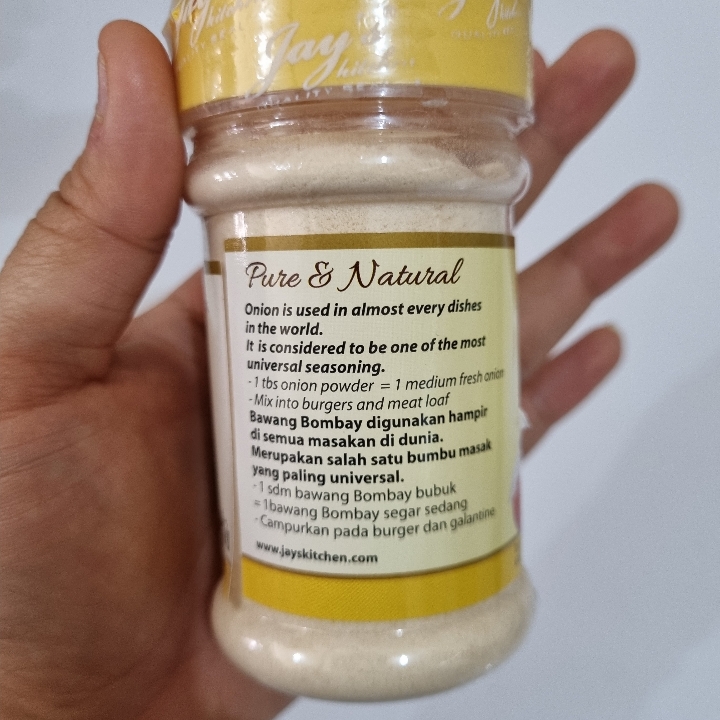 Jay's
Pure & Natural
Onion is used in almost every dishes
in the world.
It is considered to be one of the most
universal seasoning.
- 1 tbs onion powder = 1 medium fresh onion
- Mix into burgers and meat loaf
Bawang Bombay digunakan hampir
di semua masakan di dunia.
Merupakan salah satu bumbu masak
yang paling universal.
- 1 sdm bawang Bombay bubuk
= 1bawang Bombay segar sedang
- Campurkan pada burger dan galantine
www.jayskitchen.com